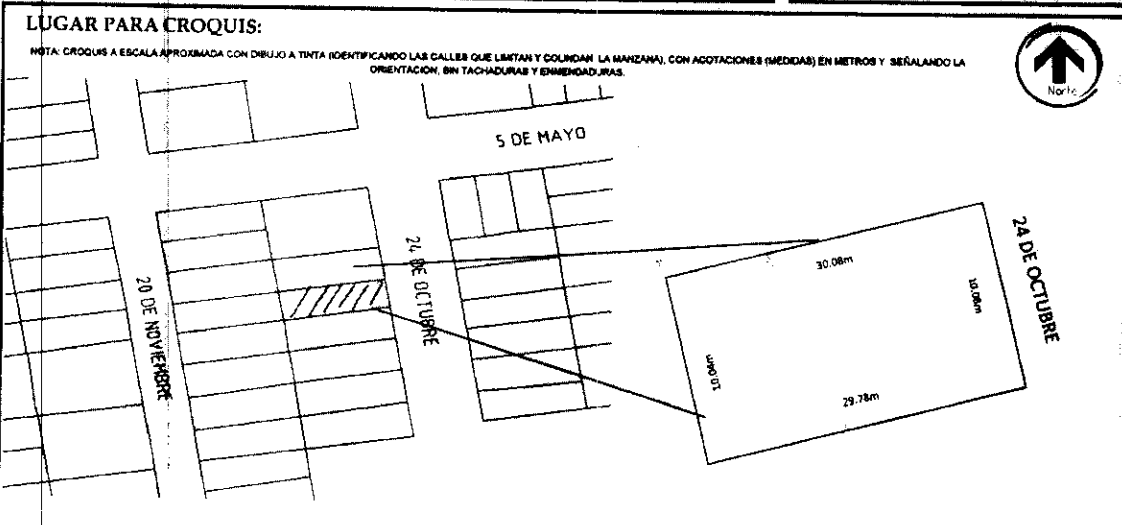 LUGAR PARA CROQUIS:
NOTA: CROQUIS A ESCALA APROXIMADA CON DIBUJO A TINTA (IDENTIFICANDO LAS CALLES QUE LIMITAN Y COLINDAN LA MANZANA), CON ACOTACIONES (MEDIDAS) EN METROS Y SEÑALANDO LA
ORIENTACION, SIN TACHADURAS Y ENMENDADURAS.
Norte
5 DE MAYO
20 DE NOVIEMBRE
24 DE OCTUBRE
30.08m
10.08m
24 DE OCTUBRE
10.06m
29.78m